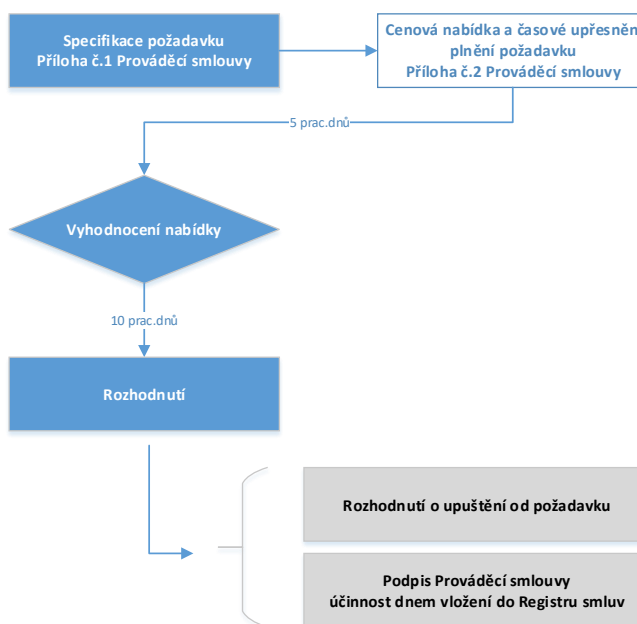 Specifikace požadavku
Příloha č.1 Prováděcí smlouvy
Cenová nabídka a časové upřesnění
plnění požadavku
Příloha č.2 Prováděcí smlouvy
5 prac.dnů
Vyhodnocení nabídky
10 prac.dnů
Rozhodnutí
Rozhodnutí o upuštění od požadavku
Podpis Prováděcí smlouvy
účinnost dnem vložení do Registru smluv